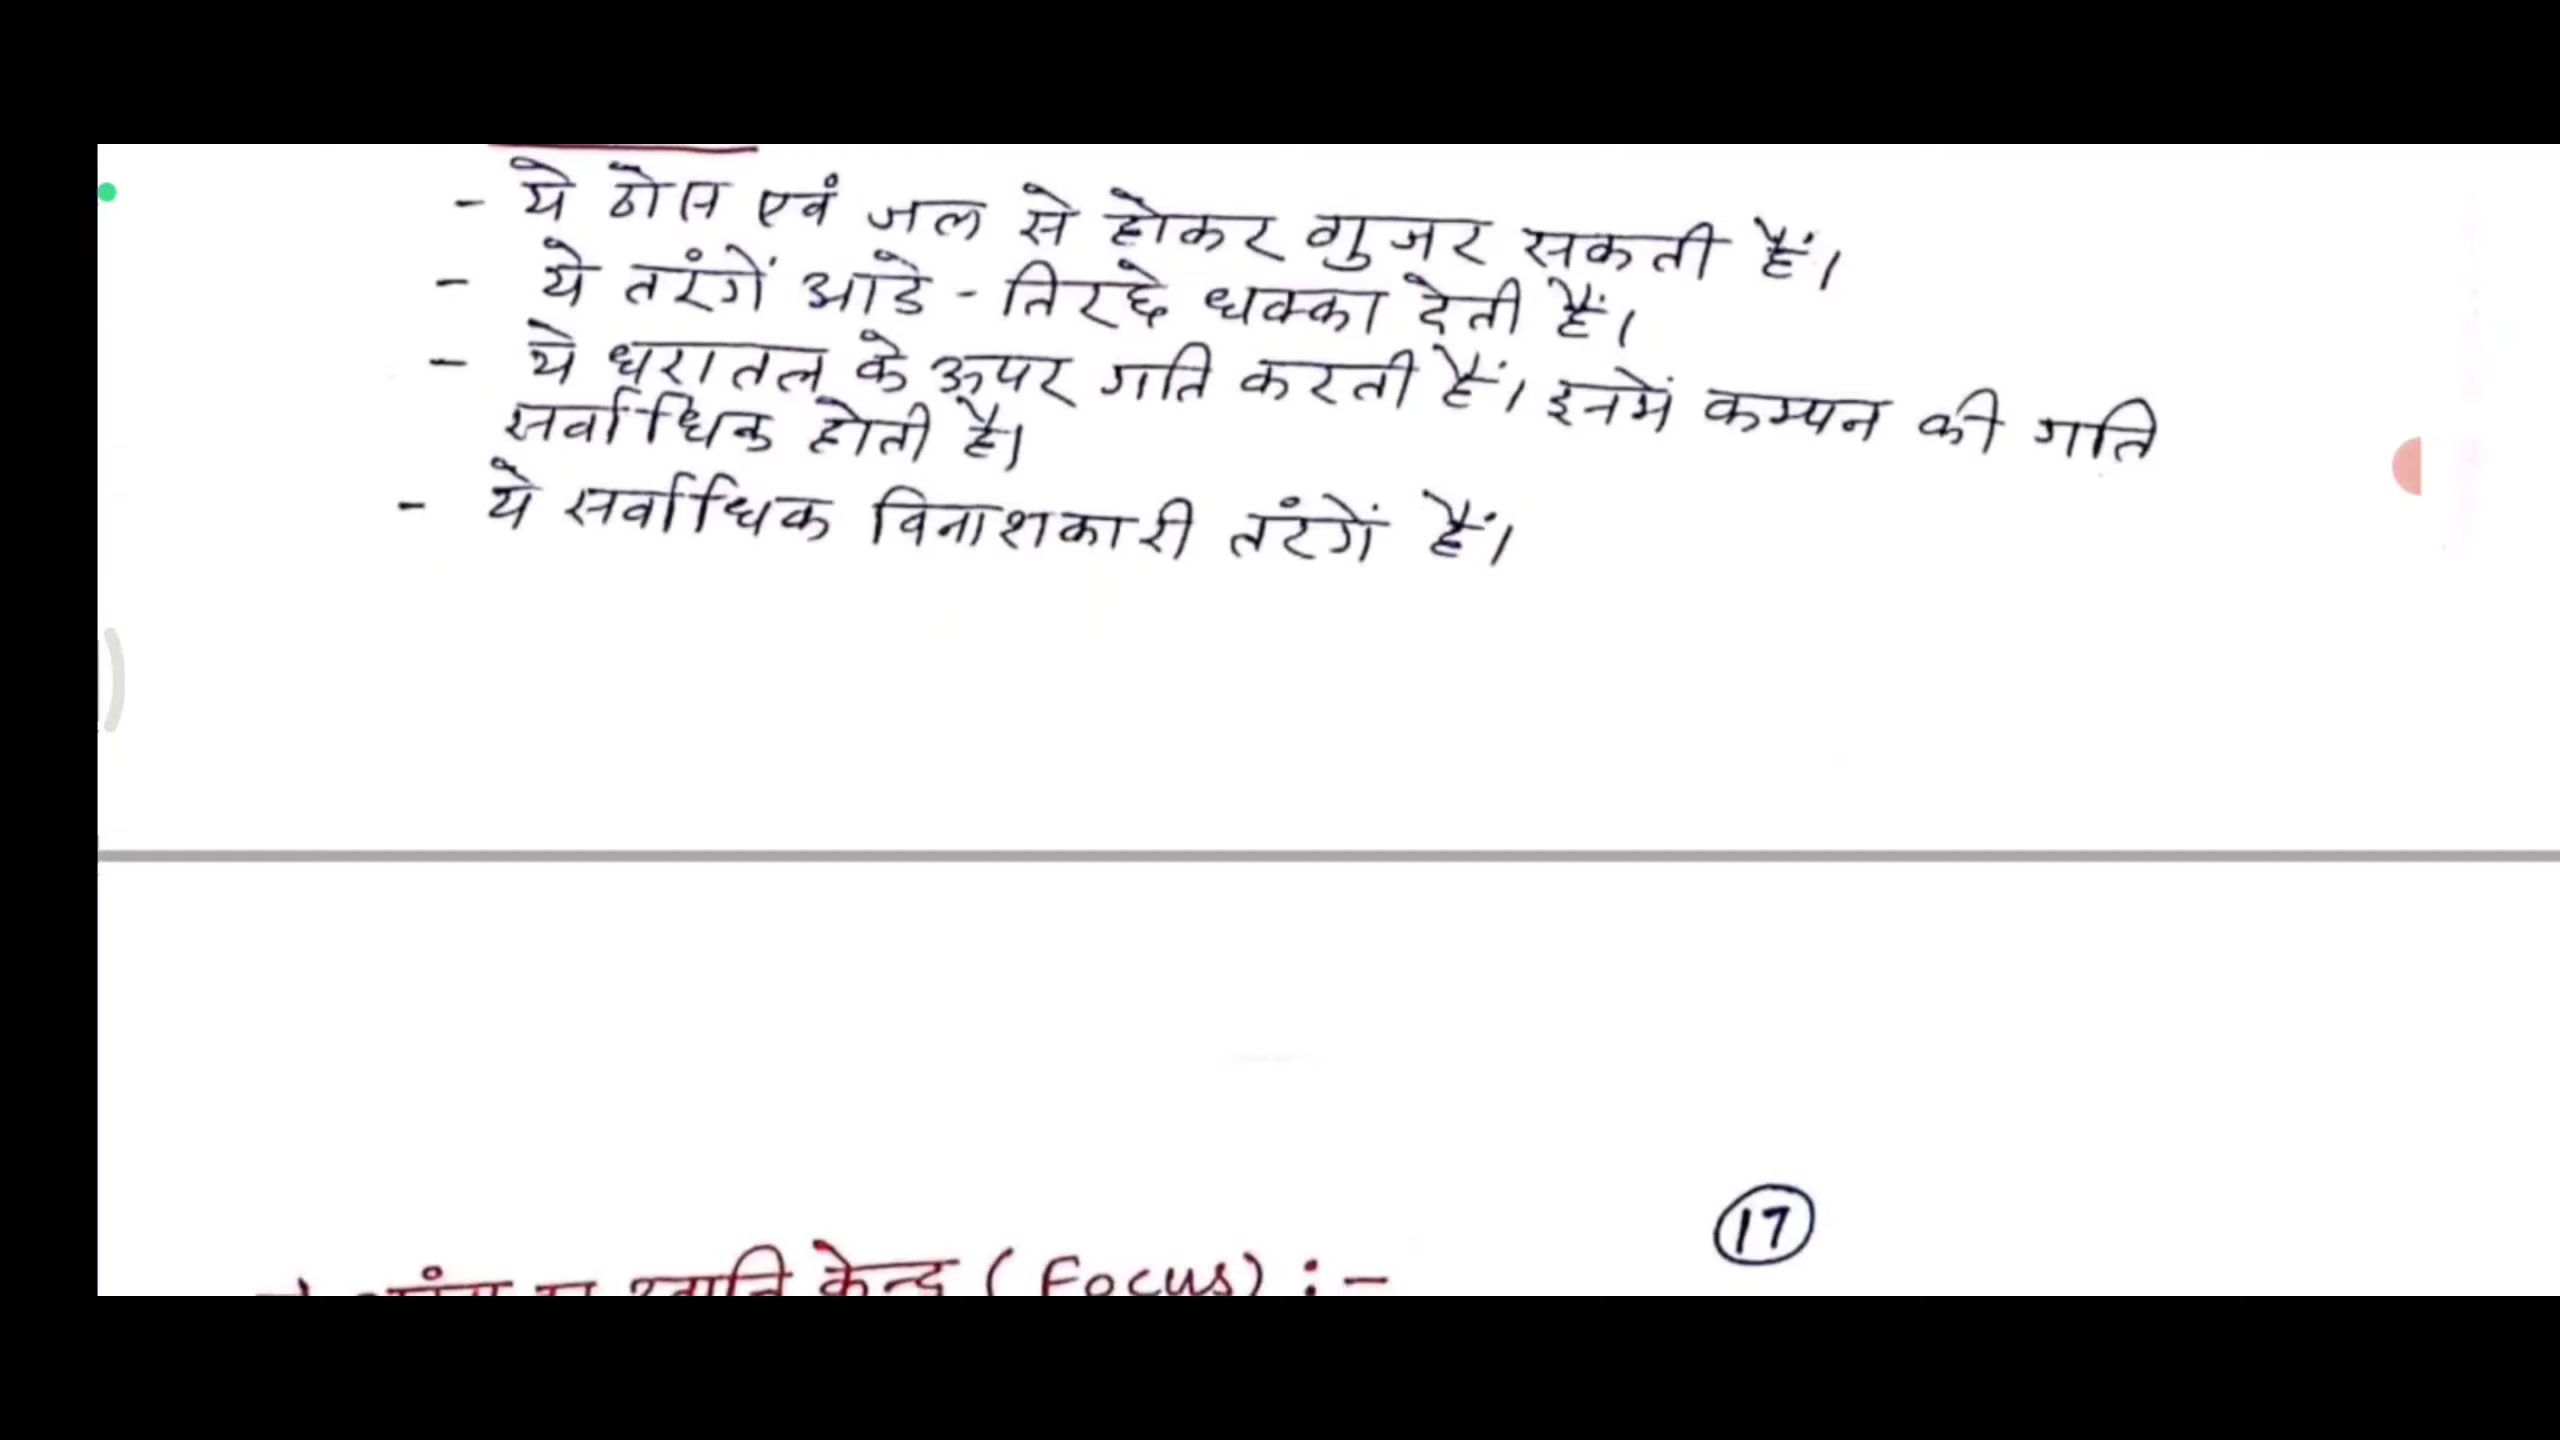 - ये ठोस एवं जल से होकर गुजर सकती हैं।
- ये तरंगें आडे - तिरछे धक्का देती हैं।
- ये धरातल के ऊपर गति करती हैं। इनमें कम्पन की गति
सर्वाधिक होती है।
- ये सर्वाधिक विनाशकारी तरंगें हैं।
17
केन्द्र (Focus) : -